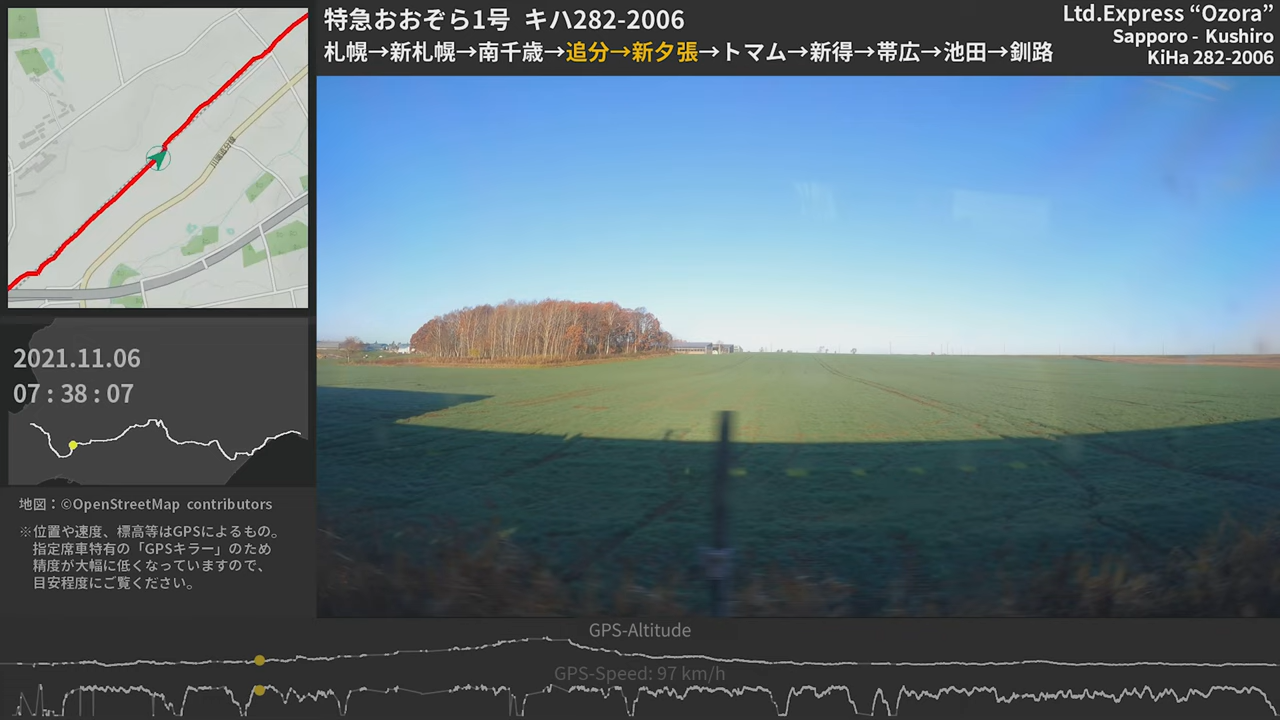 特急おおぞら1号 キハ282-2006
札幌→新札幌→南千歳→追分→新夕張→トマム→新得→帯広→池田→釧路
Ltd.Express “Ozora”
Sapporo - Kushiro
KiHa 282-2006
2021.11.06
07 : 38 : 07
地図：©OpenStreetMap contributors
※位置や速度、標高等はGPSによるもの。
指定席車特有の「GPSキラー」のため
精度が大幅に低くなっていますので、
目安程度にご覧ください。
GPS-Altitude
GPS-Speed: 97 km/h